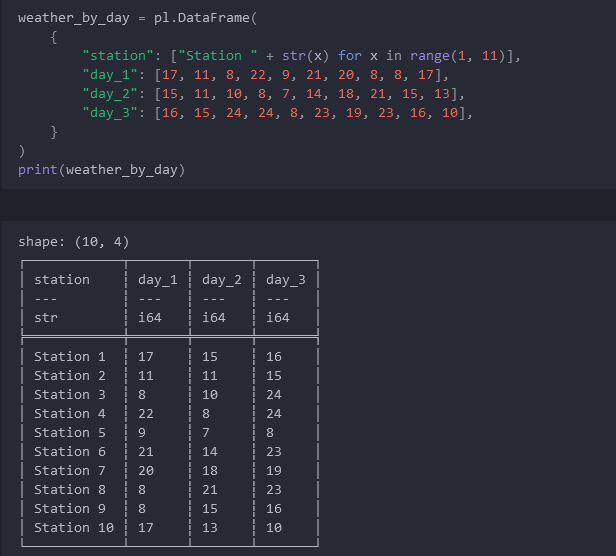 weather_by_day = pl.DataFrame(
    {
        "station": ["Station " + str(x) for x in range(1, 11)],
        "day_1": [17, 11, 8, 22, 9, 21, 20, 8, 8, 17],
        "day_2": [15, 11, 10, 8, 7, 14, 18, 21, 15, 13],
        "day_3": [16, 15, 24, 24, 8, 23, 19, 23, 16, 10],
    }
)
print(weather_by_day)
shape: (10, 4)
┌────────────┬───────┬───────┬───────┐
│ station    ┆ day_1 ┆ day_2 ┆ day_3 │
│ ---        ┆ ---   ┆ ---   ┆ ---   │
│ str        ┆ i64   ┆ i64   ┆ i64   │
╞════════════╪═══════╪═══════╪═══════╡
│ Station 1  ┆ 17    ┆ 15    ┆ 16    │
│ Station 2  ┆ 11    ┆ 11    ┆ 15    │
│ Station 3  ┆ 8     ┆ 10    ┆ 24    │
│ Station 4  ┆ 22    ┆ 8     ┆ 24    │
│ Station 5  ┆ 9     ┆ 7     ┆ 8     │
│ Station 6  ┆ 21    ┆ 14    ┆ 23    │
│ Station 7  ┆ 20    ┆ 18    ┆ 19    │
│ Station 8  ┆ 8     ┆ 21    ┆ 23    │
│ Station 9  ┆ 8     ┆ 15    ┆ 16    │
│ Station 10 ┆ 17    ┆ 13    ┆ 10    │
└────────────┴───────┴───────┴───────┘